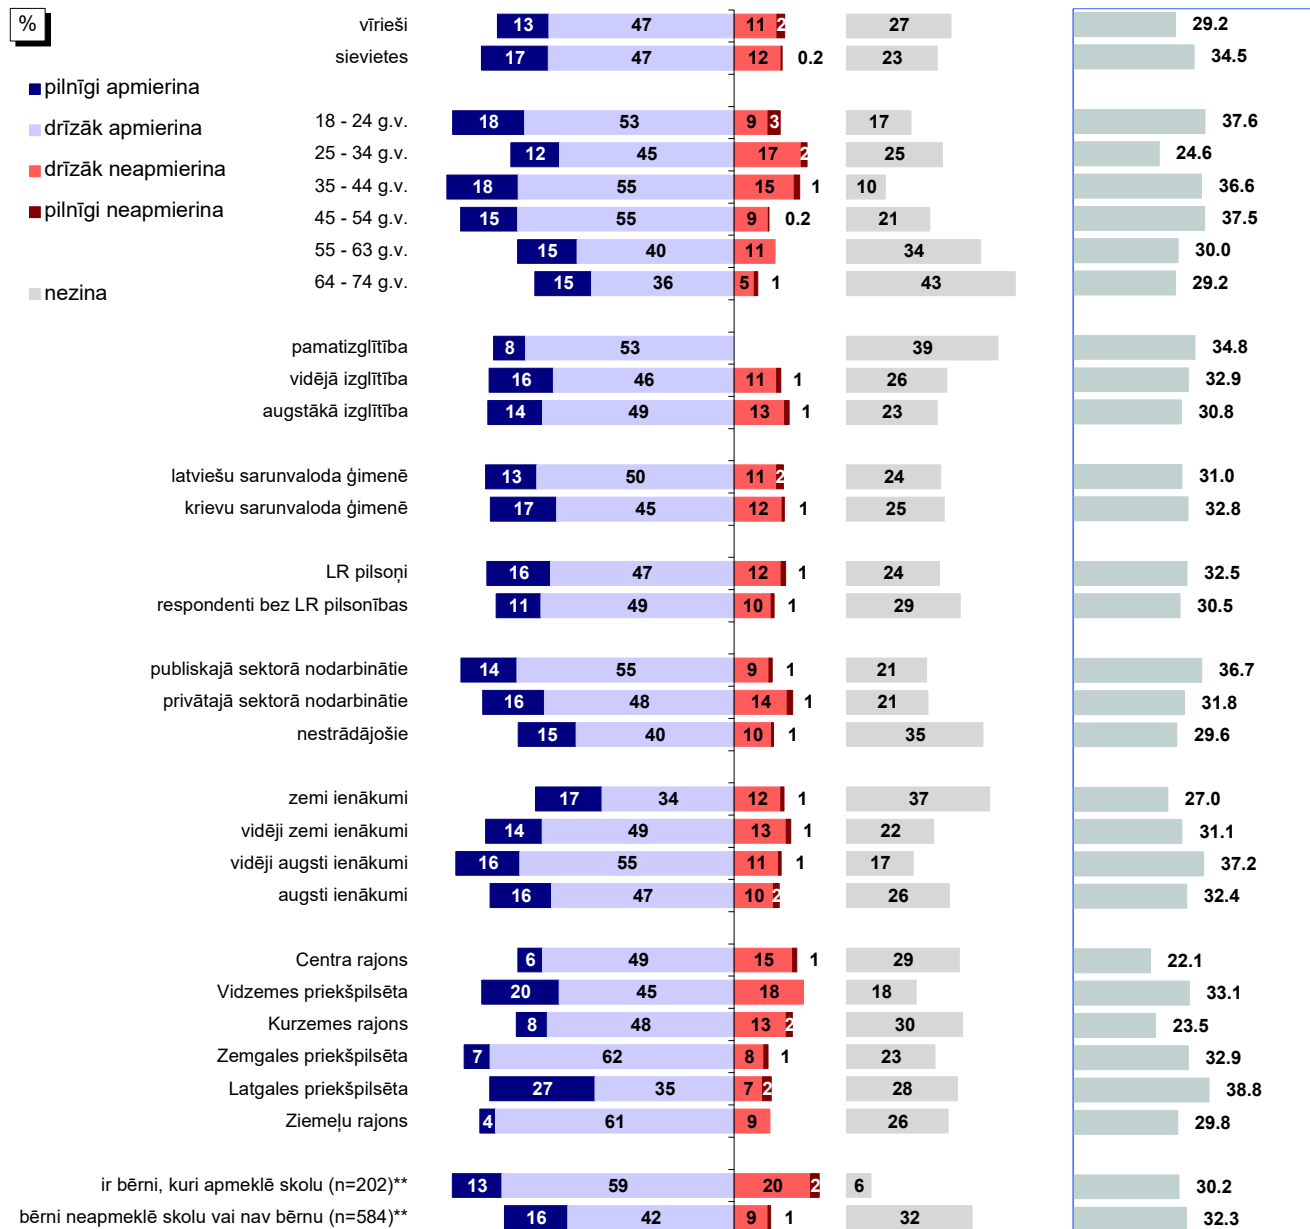 %
pilnīgi apmierina
drīzāk apmierina
drīzāk neapmierina
pilnīgi neapmierina
nezina
vīrieši 13 47 11 2 27 29.2
sievietes 17 47 12 0.2 23 34.5
18 - 24 g.v. 18 53 9 3 17 37.6
25 - 34 g.v. 12 45 17 2 25 24.6
35 - 44 g.v. 18 55 15 1 10 36.6
45 - 54 g.v. 15 55 9 0.2 21 37.5
55 - 63 g.v. 15 40 11 34 30.0
64 - 74 g.v. 15 36 5 1 43 29.2
pamatizglītība 8 53 39 34.8
vidējā izglītība 16 46 11 1 26 32.9
augstākā izglītība 14 49 13 1 23 30.8
latviešu sarunvaloda ģimenē 13 50 11 2 24 31.0
krievu sarunvaloda ģimenē 17 45 12 1 25 32.8
LR pilsoņi 16 47 12 1 24 32.5
respondenti bez LR pilsonības 11 49 10 1 29 30.5
publiskajā sektorā nodarbinātie 14 55 9 1 21 36.7
privātajā sektorā nodarbinātie 16 48 14 1 21 31.8
nestrādājošie 15 40 10 1 35 29.6
zemi ienākumi 17 34 12 1 37 27.0
vidēji zemi ienākumi 14 49 13 1 22 31.1
vidēji augsti ienākumi 16 55 11 1 17 37.2
augsti ienākumi 16 47 10 2 26 32.4
Centra rajons 6 49 15 1 29 22.1
Vidzemes priekšpilsēta 20 45 18 18 33.1
Kurzemes rajons 8 48 13 2 30 23.5
Zemgales priekšpilsēta 7 62 8 1 23 32.9
Latgales priekšpilsēta 27 35 7 2 28 38.8
Ziemeļu rajons 4 61 9 26 29.8
ir bērni, kuri apmeklē skolu (n=202)** 13 59 20 2 6 30.2
bērni neapmeklē skolu vai nav bērnu (n=584)** 16 42 9 1 32 32.3